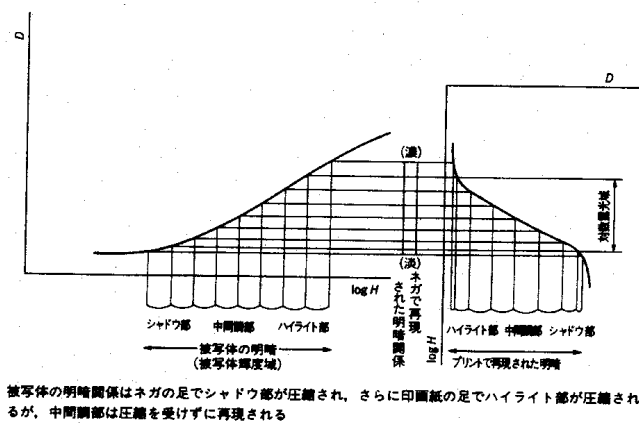 D
D
(濃)
(淡)
対数露光域
ネガで再現
された明暗関係
log H
log H
シャドウ部 中間調部 ハイライト部
被写体の明暗
(被写体輝度域)
ハイライト部 中間調部 シャドウ部
プリントで再現された明暗
被写体の明暗関係はネガの足でシャドウ部が圧縮され，さらに印画紙の足でハイライト部が圧縮され
るが，中間調部は圧縮を受けずに再現される